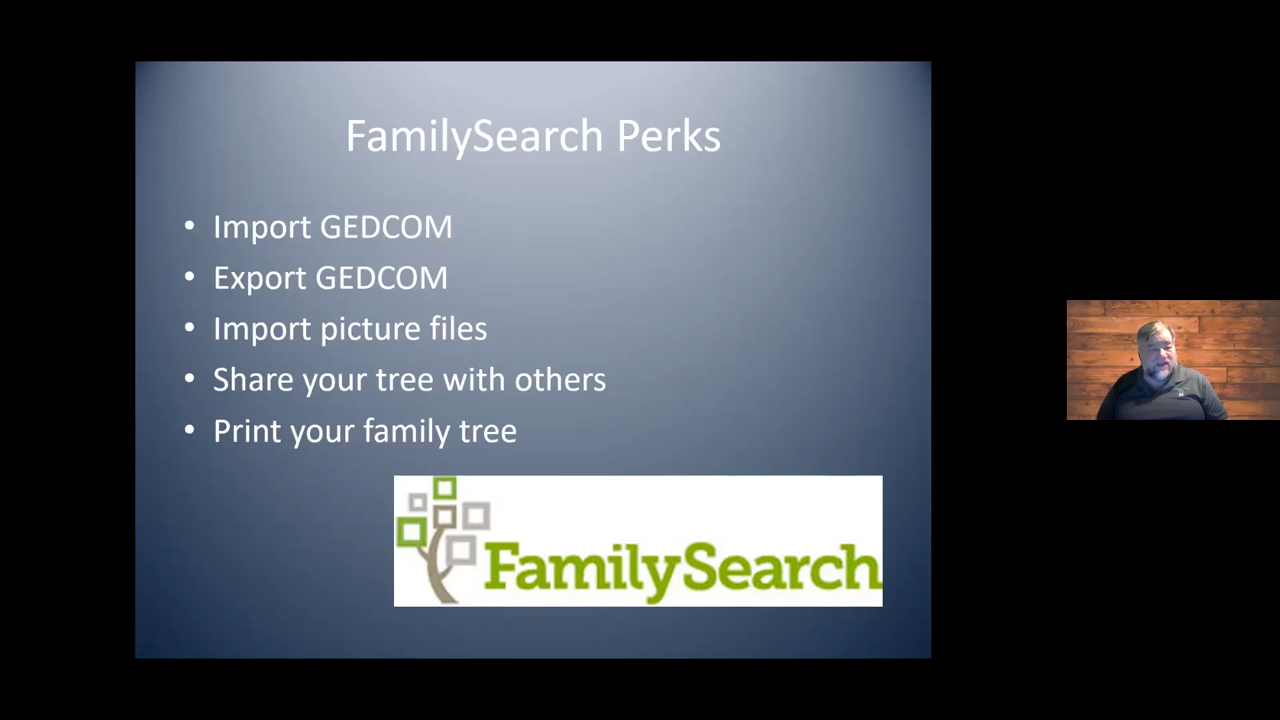 FamilySearch Perks
• Import GEDCOM
• Export GEDCOM
• Import picture files
• Share your tree with others
• Print your family tree
FamilySearch